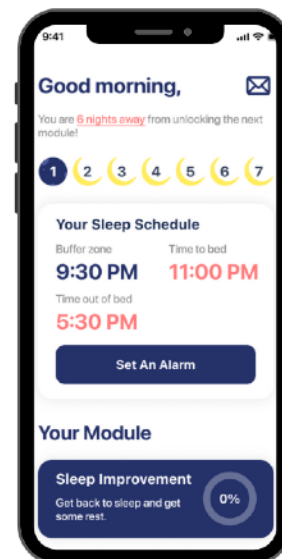 9:41
Good morning,
You are 6 nights away from unlocking the next
module!
1 2 3 4 5 6 7
Your Sleep Schedule
Buffer zone Time to bed
9:30 PM 11:00 PM
Time out of bed
5:30 PM
Set An Alarm
Your Module
Sleep Improvement
Get back to sleep and get
some rest.
0%